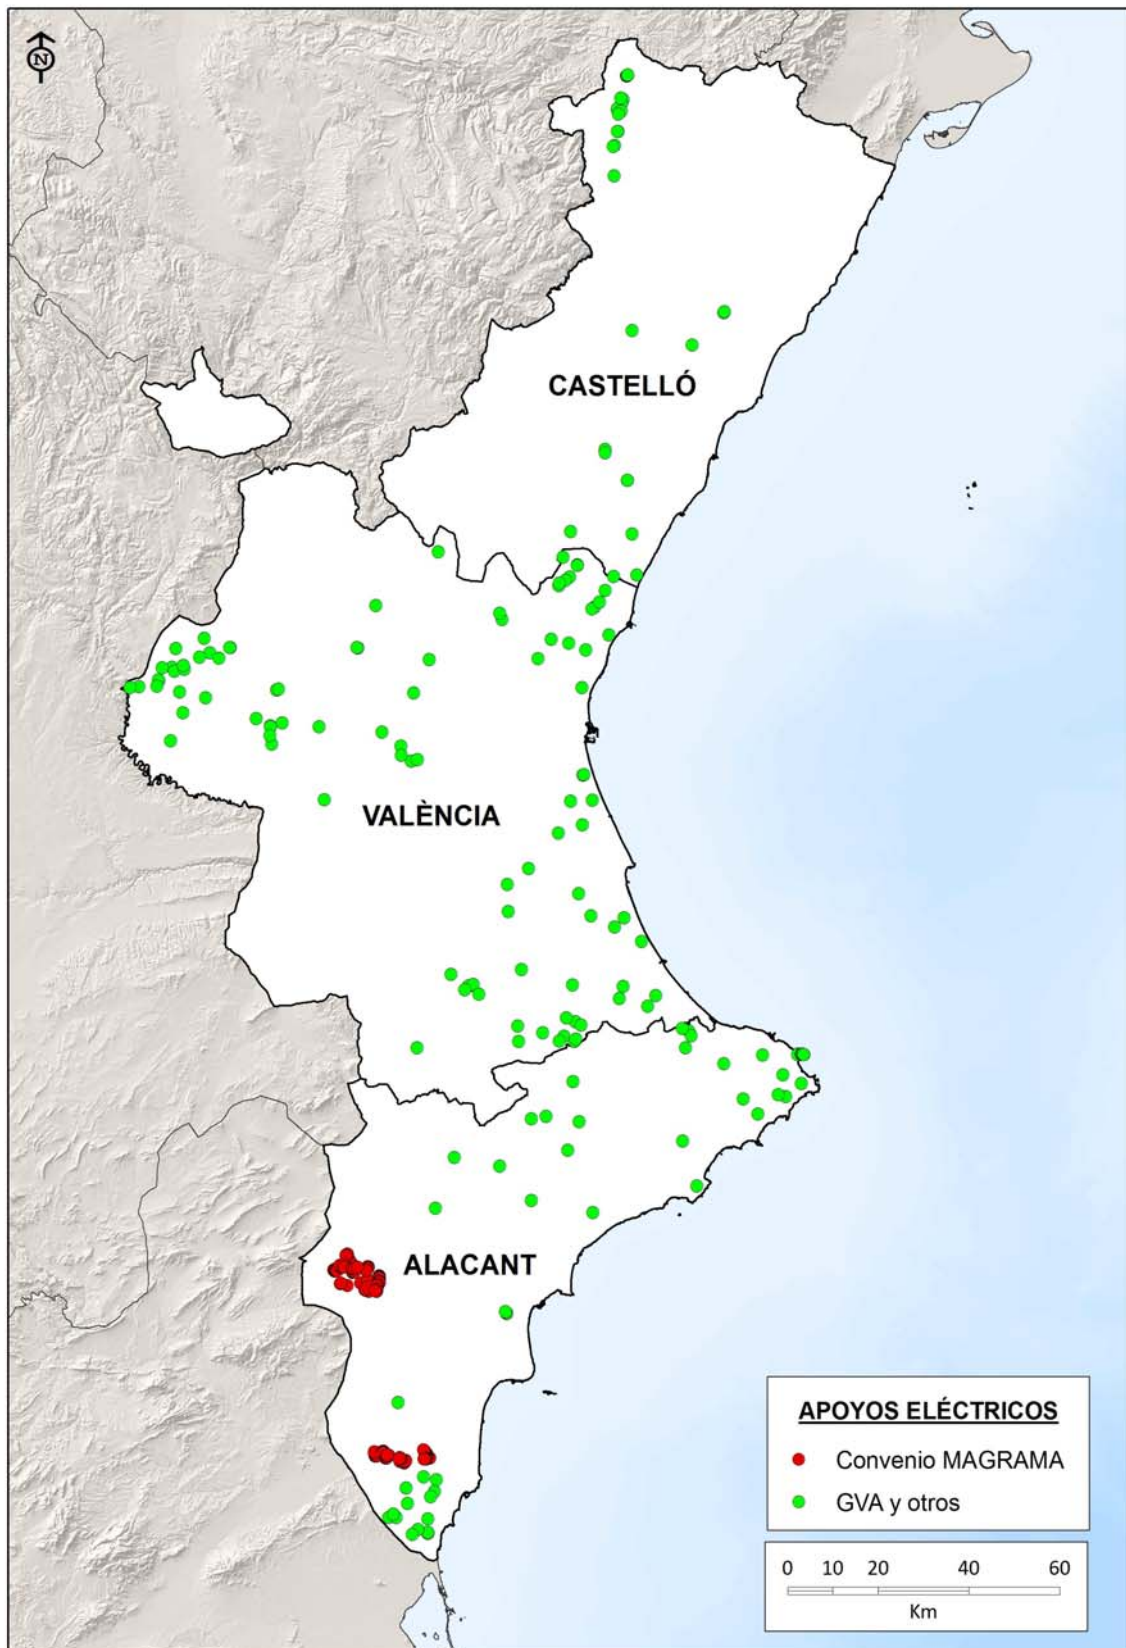 N
CASTELLÓ
VALÈNCIA
ALACANT
APOYOS ELÉCTRICOS
Convenio MAGRAMA
GVA y otros
0 10 20 40 60
Km